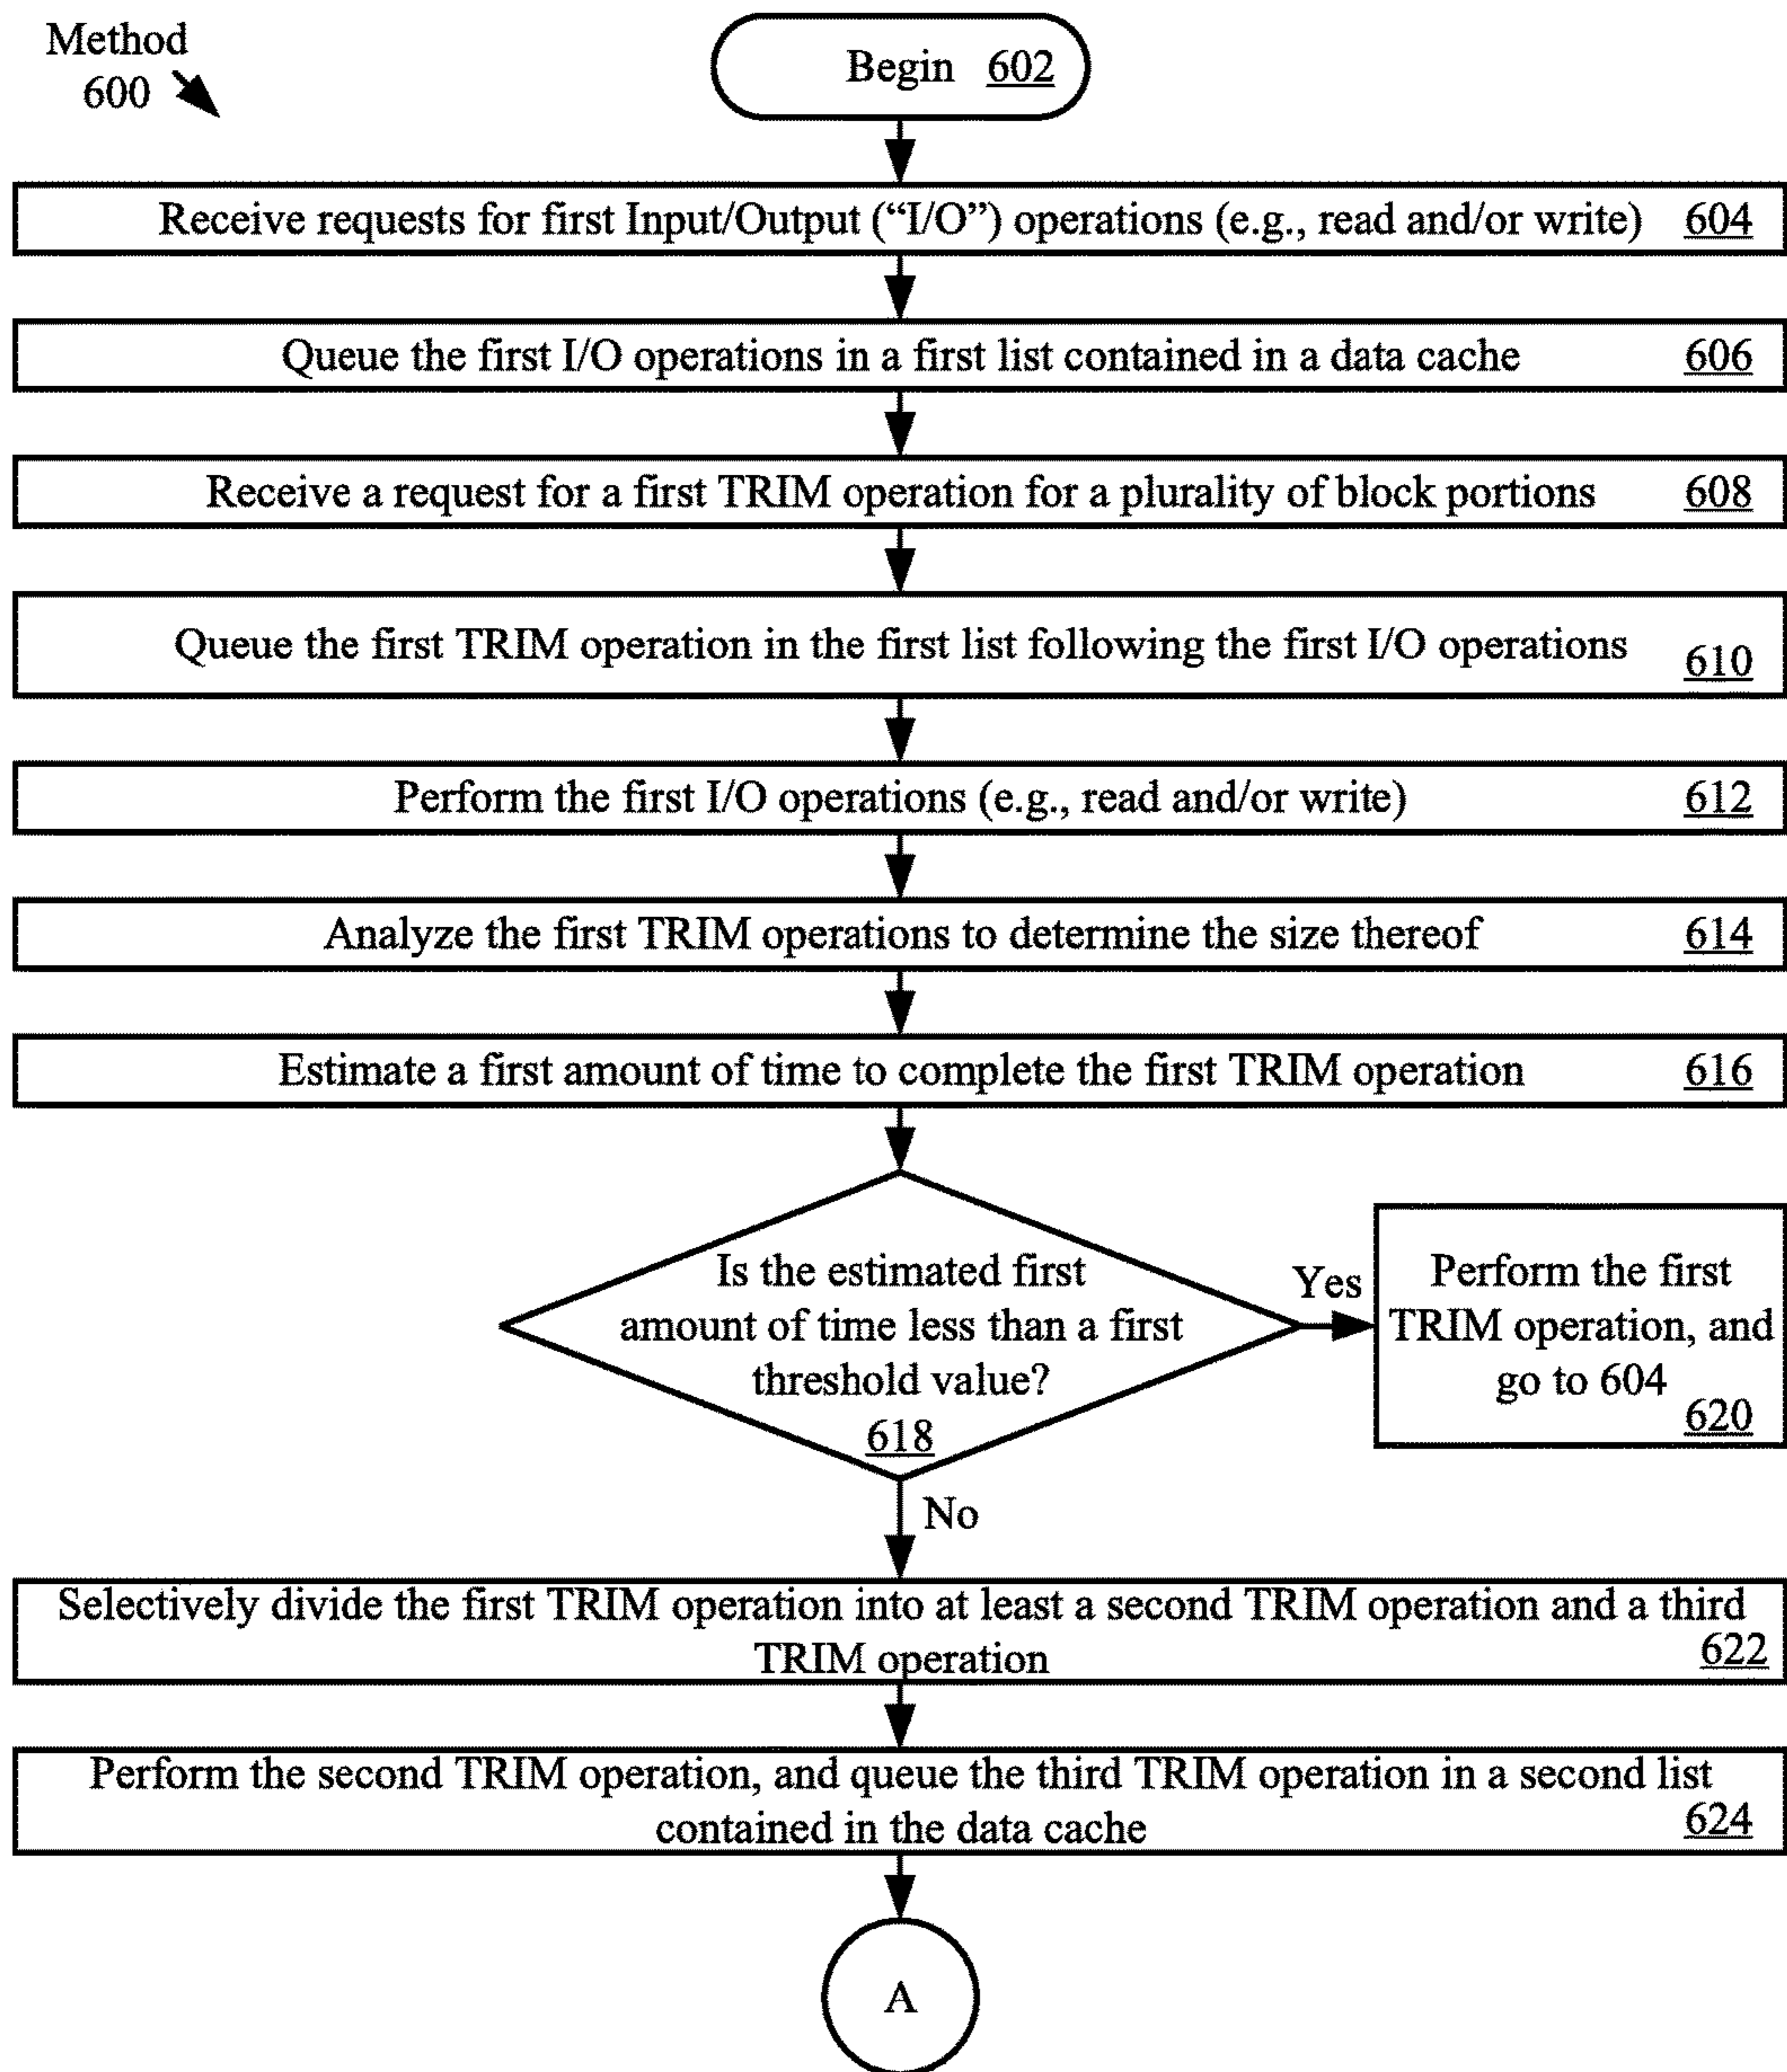 Method
600
Begin 602
Receive requests for first Input/Output (“I/O”) operations (e.g., read and/or write) 604
Queue the first I/O operations in a first list contained in a data cache 606
Receive a request for a first TRIM operation for a plurality of block portions 608
Queue the first TRIM operation in the first list following the first I/O operations 610
Perform the first I/O operations (e.g., read and/or write) 612
Analyze the first TRIM operations to determine the size thereof 614
Estimate a first amount of time to complete the first TRIM operation 616
Is the estimated first
amount of time less than a first
threshold value?
618
Yes
Perform the first
TRIM operation, and
go to 604
620
No
Selectively divide the first TRIM operation into at least a second TRIM operation and a third
TRIM operation 622
Perform the second TRIM operation, and queue the third TRIM operation in a second list
contained in the data cache 624
A